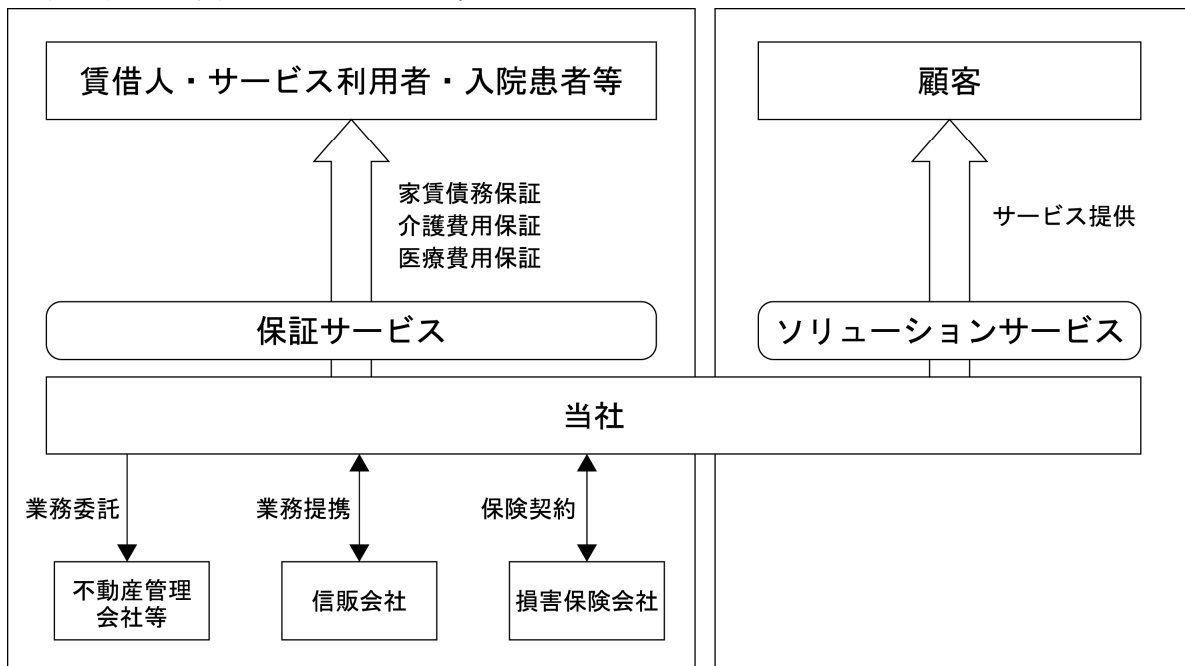 賃借人・サービス利用者・入院患者等
顧客
家賃債務保証
介護費用保証
医療費用保証
サービス提供
保証サービス
ソリューションサービス
当社
業務委託
業務提携
保険契約
不動産管理
会社等
信販会社
損害保険会社